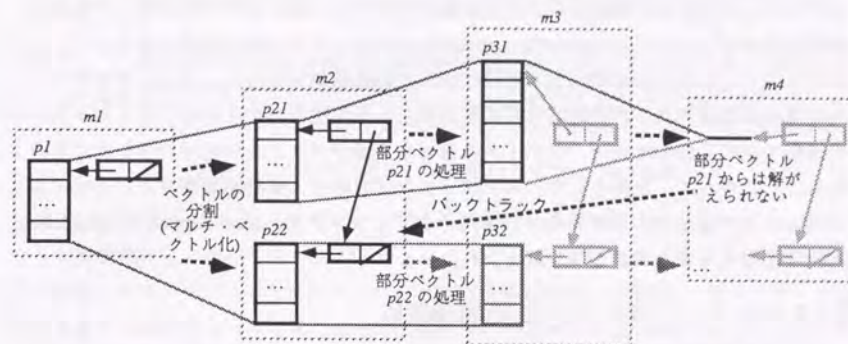 m1
p1
…
ベクトルの
分割
(マルチ・ベ
クトル化)
m2
p21
…
p22
…
部分ベクトル
p21 の処理
部分ベクトル
p22 の処理
バックトラック
m3
p31
…
p32
…
m4
部分ベクトル
p21 からは解が
えられない
…